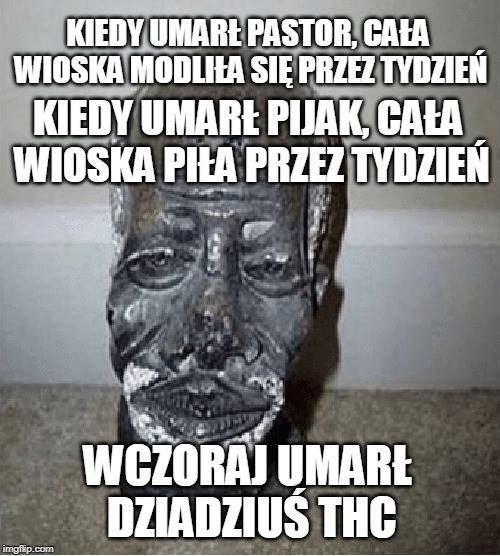 KIEDY UMARŁ PASTOR, CAŁA
WIOSKA MODLIŁA SIĘ PRZEZ TYDZIEŃ
KIEDY UMARŁ PIJAK, CAŁA
WIOSKA PIŁA PRZEZ TYDZIEŃ
WCZORAJ UMARŁ
DZIADZIUŚ THC
imgflip.com